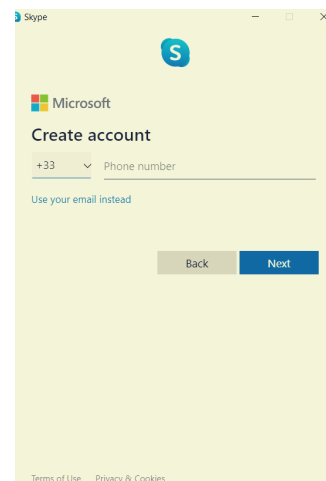 Skype
S
Microsoft
Create account
+33 Phone number
Use your email instead
Back Next
Terms of Use Privacy & Cookies